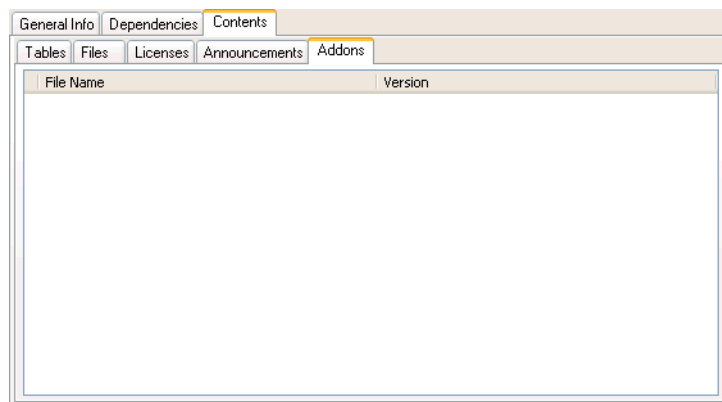 General Info Dependencies Contents
Tables Files Licenses Announcements Addons
File Name Version